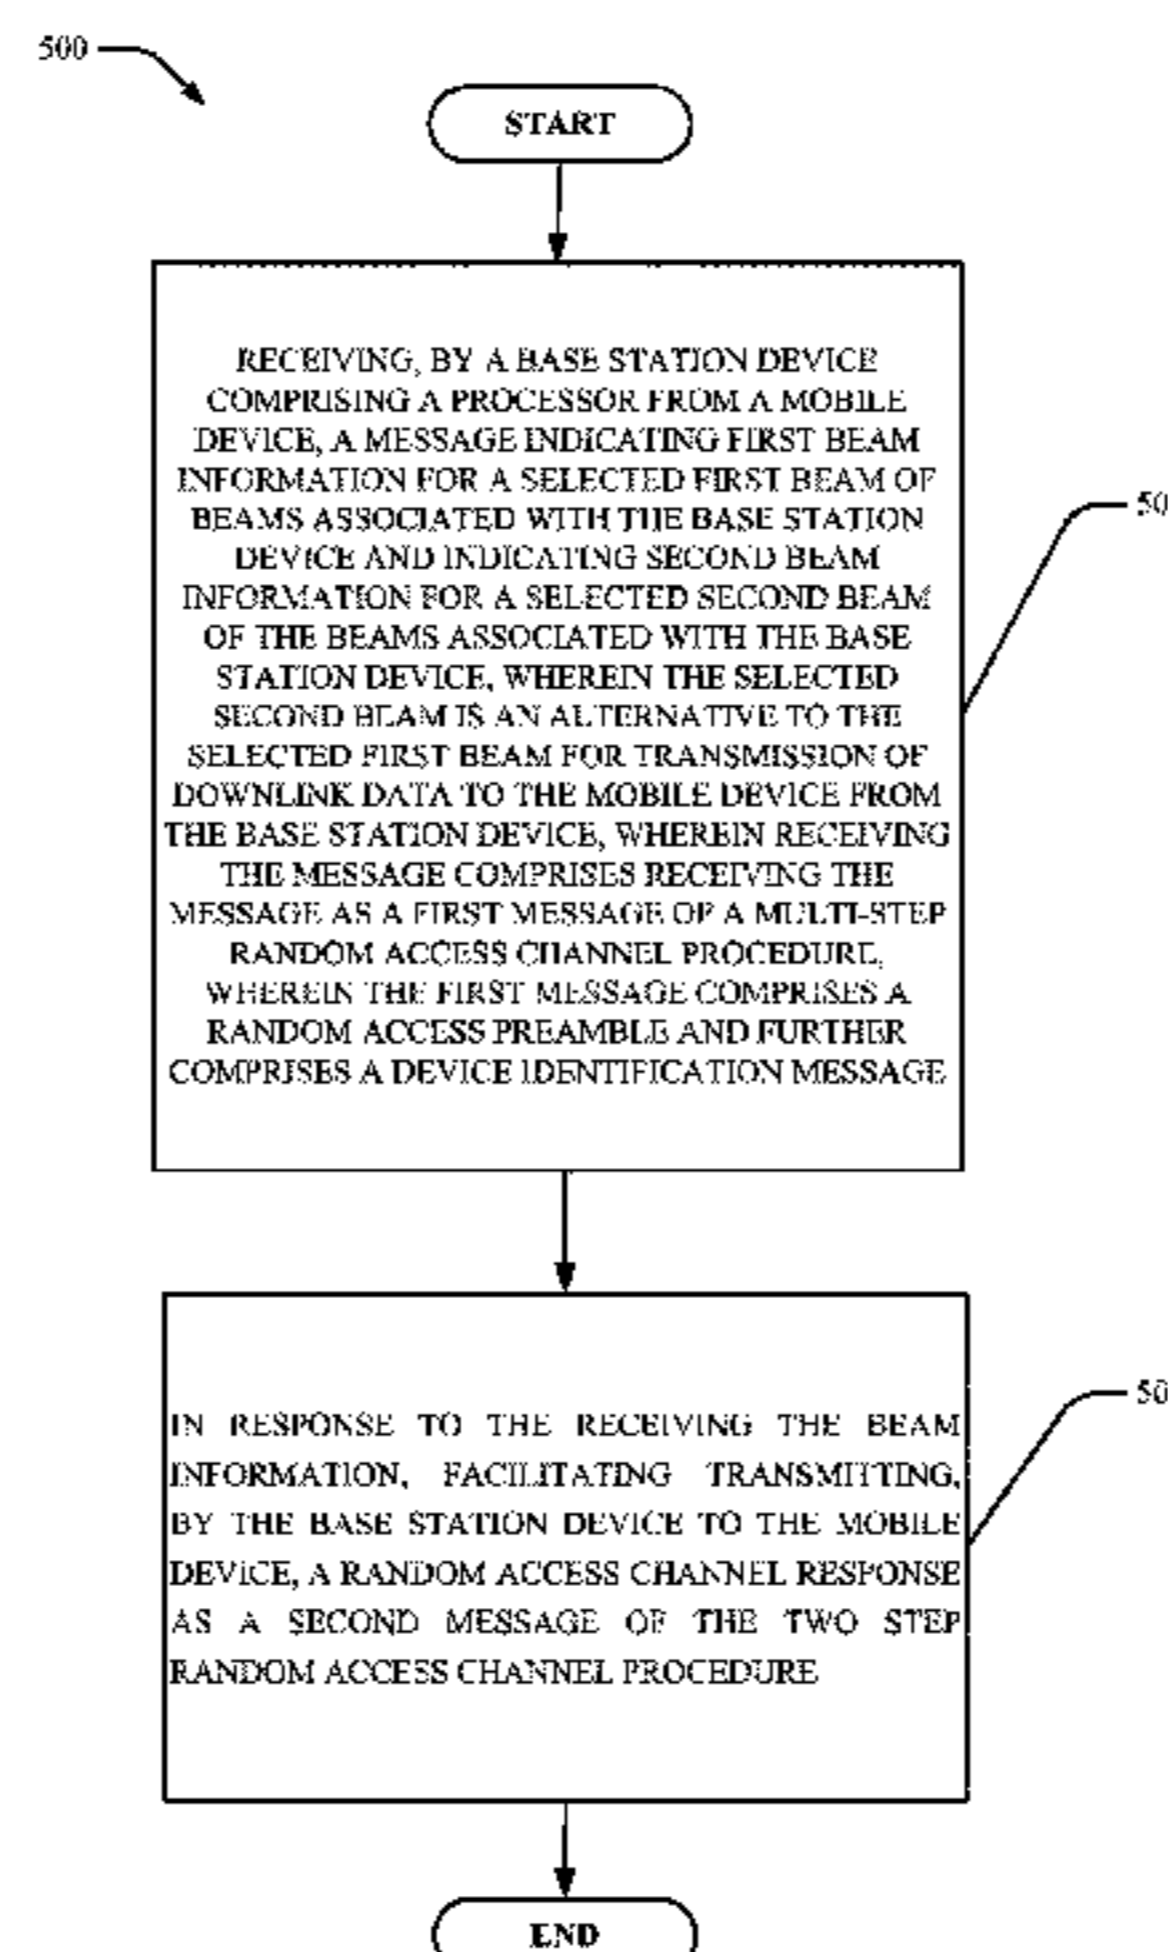 500
START
RECEIVING, BY A BASE STATION DEVICE
COMPRISING A PROCESSOR FROM A MOBILE
DEVICE, A MESSAGE INDICATING FIRST BEAM
INFORMATION FOR A SELECTED FIRST BEAM OF
BEAMS ASSOCIATED WITH THE BASE STATION
DEVICE AND INDICATING SECOND BEAM
INFORMATION FOR A SELECTED SECOND BEAM
OF THE BEAMS ASSOCIATED WITH THE BASE
STATION DEVICE, WHEREIN THE SELECTED
SECOND BEAM IS AN ALTERNATIVE TO THE
SELECTED FIRST BEAM FOR TRANSMISSION OF
DOWNLINK DATA TO THE MOBILE DEVICE FROM
THE BASE STATION DEVICE, WHEREIN RECEIVING
THE MESSAGE COMPRISES RECEIVING THE
MESSAGE AS A FIRST MESSAGE OF A MULTI-STEP
RANDOM ACCESS CHANNEL PROCEDURE,
WHEREIN THE FIRST MESSAGE COMPRISES A
RANDOM ACCESS PREAMBLE AND FURTHER
COMPRISES A DEVICE IDENTIFICATION MESSAGE
50
IN RESPONSE TO THE RECEIVING THE BEAM
INFORMATION, FACILITATING TRANSMITTING,
BY THE BASE STATION DEVICE TO THE MOBILE
DEVICE, A RANDOM ACCESS CHANNEL RESPONSE
AS A SECOND MESSAGE OF THE TWO STEP
RANDOM ACCESS CHANNEL PROCEDURE
50
END